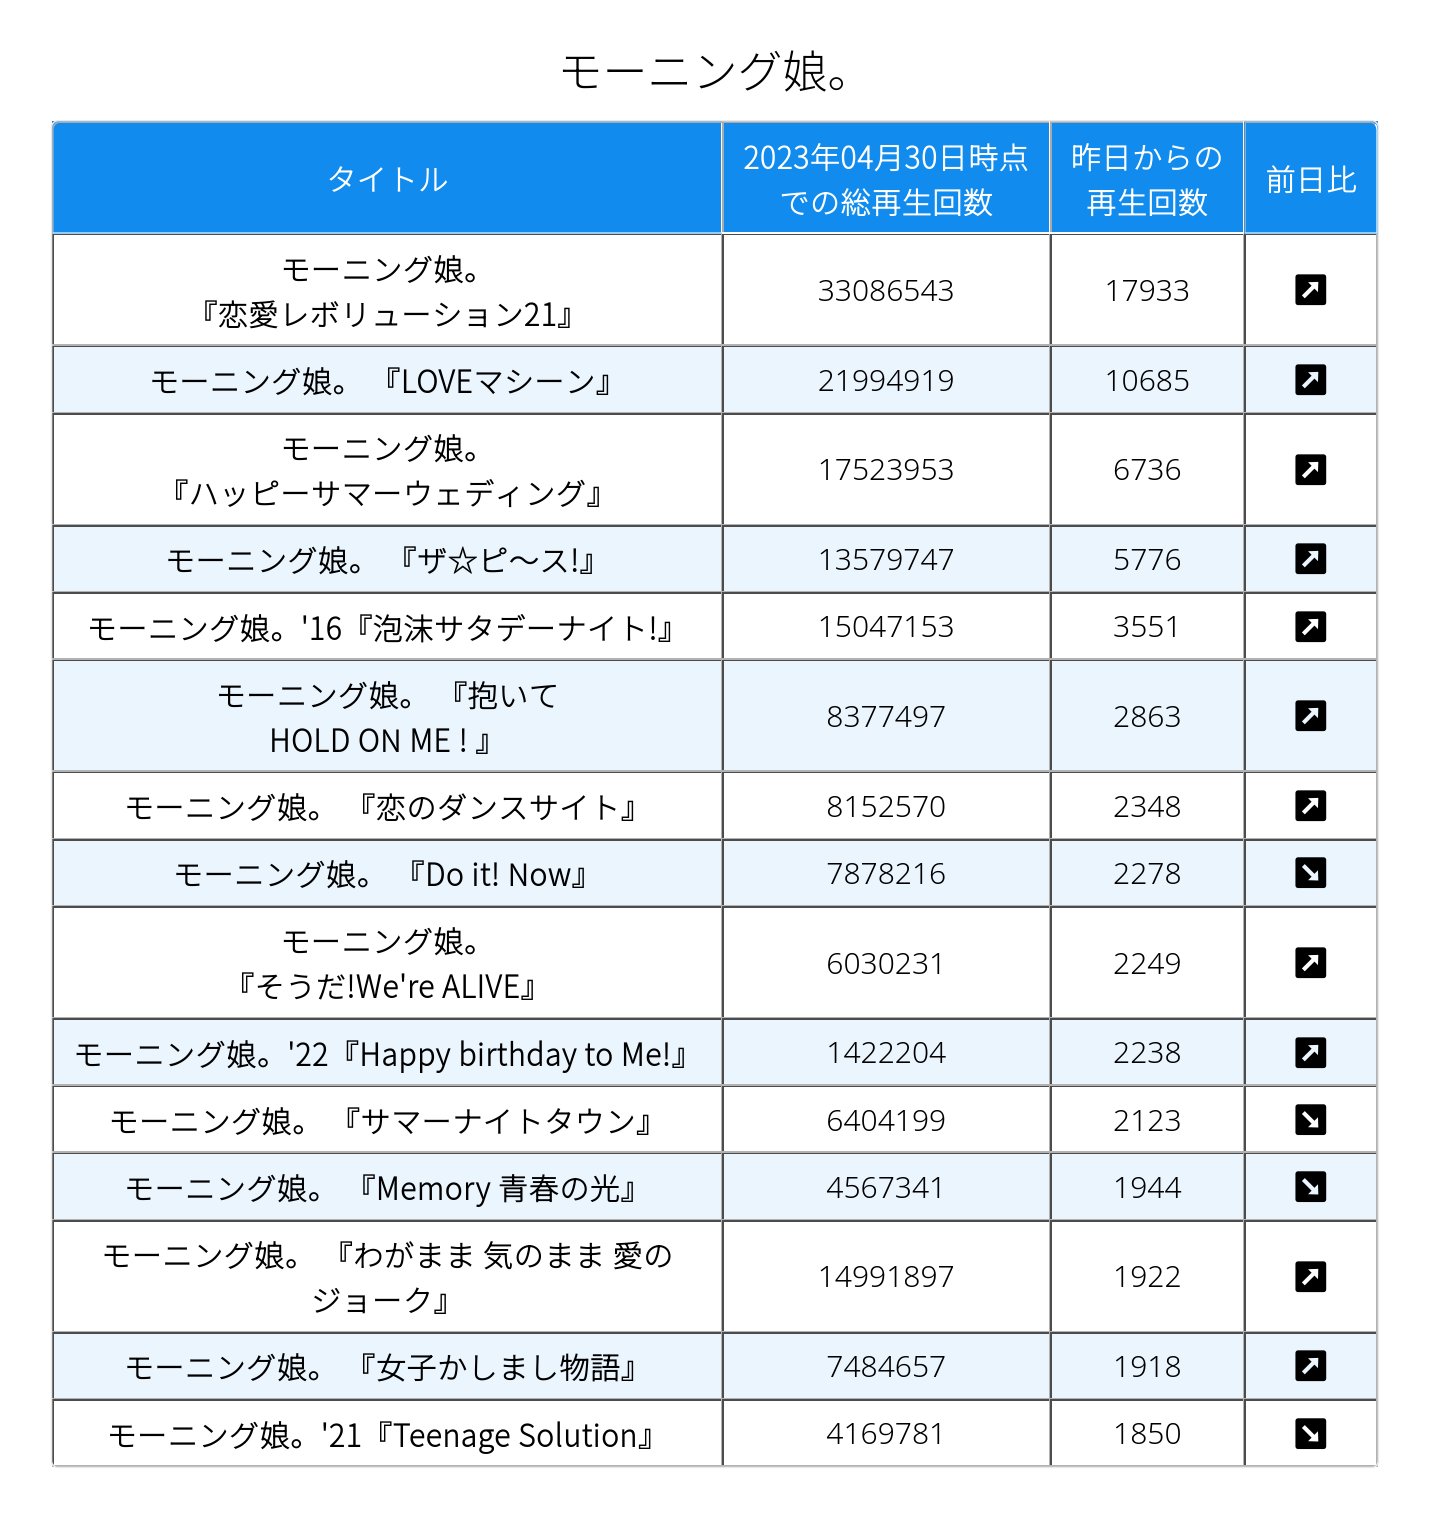 モーニング娘。
タイトル
2023年04月30日時点
での総再生回数
昨日からの
再生回数
前日比
モーニング娘。
『恋愛レボリューション21』
33086543
17933
モーニング娘。 『LOVEマシーン』
21994919
10685
モーニング娘。
『ハッピーサマーウェディング』
17523953
6736
モーニング娘。 『ザ☆ピ〜ス!』
13579747
5776
モーニング娘。'16『泡沫サタデーナイト!』
15047153
3551
モーニング娘。 『抱いて
HOLD ON ME ! 』
8377497
2863
モーニング娘。 『恋のダンスサイト』
8152570
2348
モーニング娘。 『Do it! Now』
7878216
2278
モーニング娘。
『そうだ!We're ALIVE』
6030231
2249
モーニング娘。'22『Happy birthday to Me!』
1422204
2238
モーニング娘。 『サマーナイトタウン』
6404199
2123
モーニング娘。 『Memory 青春の光』
4567341
1944
モーニング娘。 『わがまま 気のまま 愛の
ジョーク』
14991897
1922
モーニング娘。 『女子かしまし物語』
7484657
1918
モーニング娘。'21『Teenage Solution』
4169781
1850